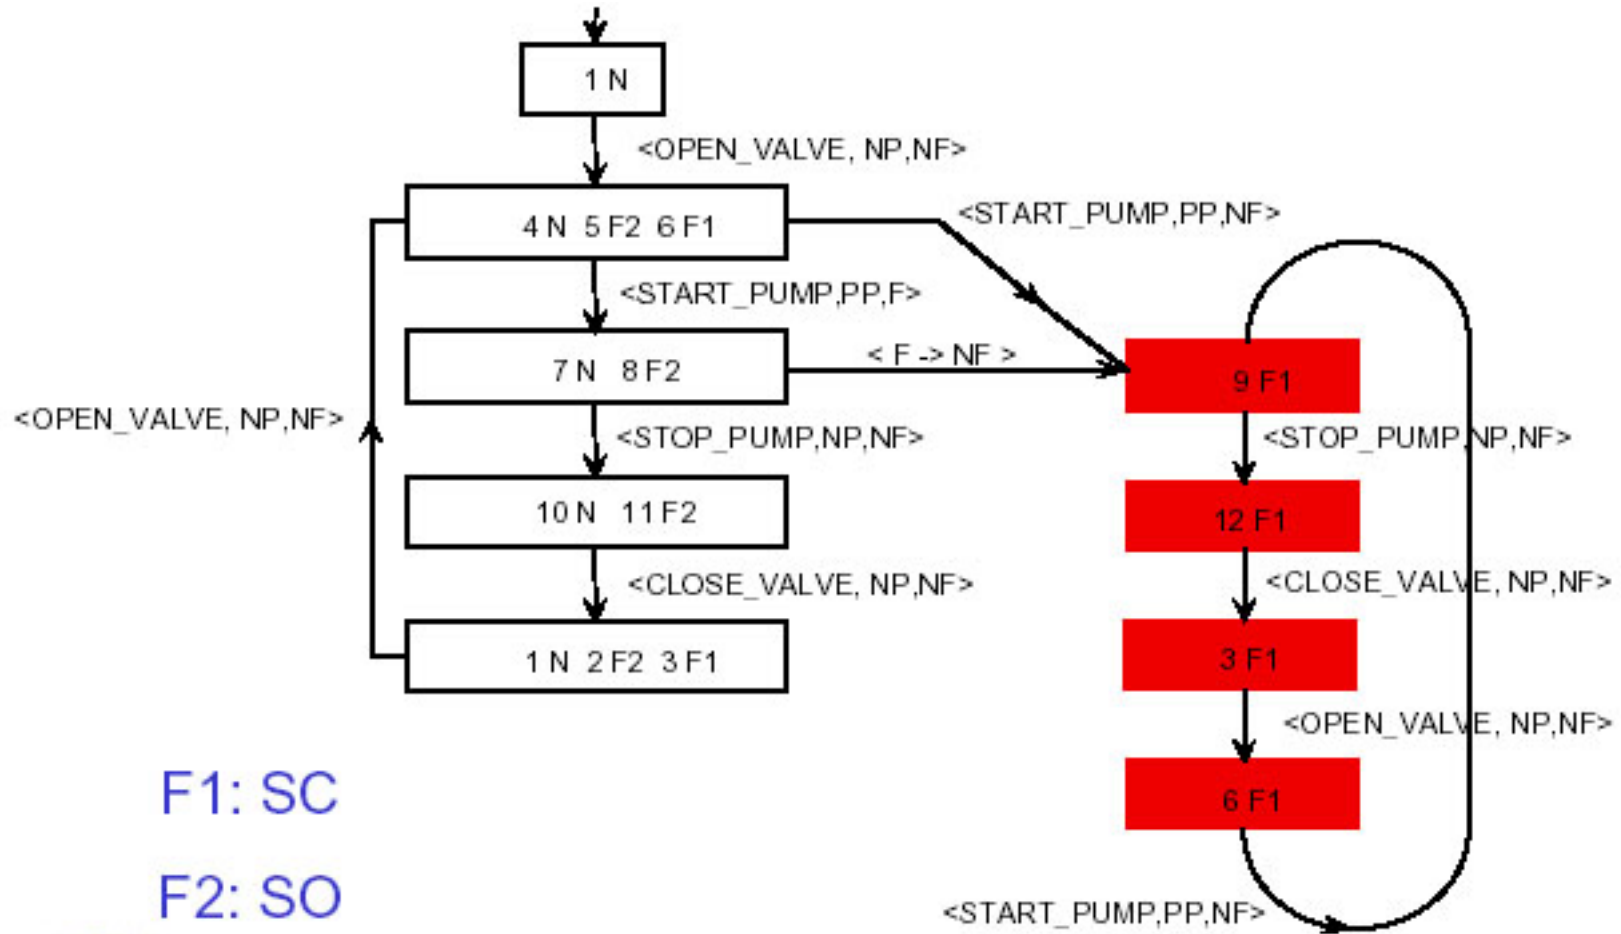 1 N
<OPEN_VALVE, NP,NF>
4 N 5 F2 6 F1
<START_PUMP,PP,NF>
<START_PUMP,PP,F>
7 N 8 F2
< F -> NF >
9 F1
<OPEN_VALVE, NP,NF>
<STOP_PUMP,NP,NF>
<STOP_PUMP,NP,NF>
10 N 11 F2
12 F1
<CLOSE_VALVE, NP,NF>
<CLOSE_VALVE, NP,NF>
1 N 2 F2 3 F1
3 F1
<OPEN_VALVE, NP,NF>
F1: SC
6 F1
F2: SO
<START_PUMP,PP,NF>